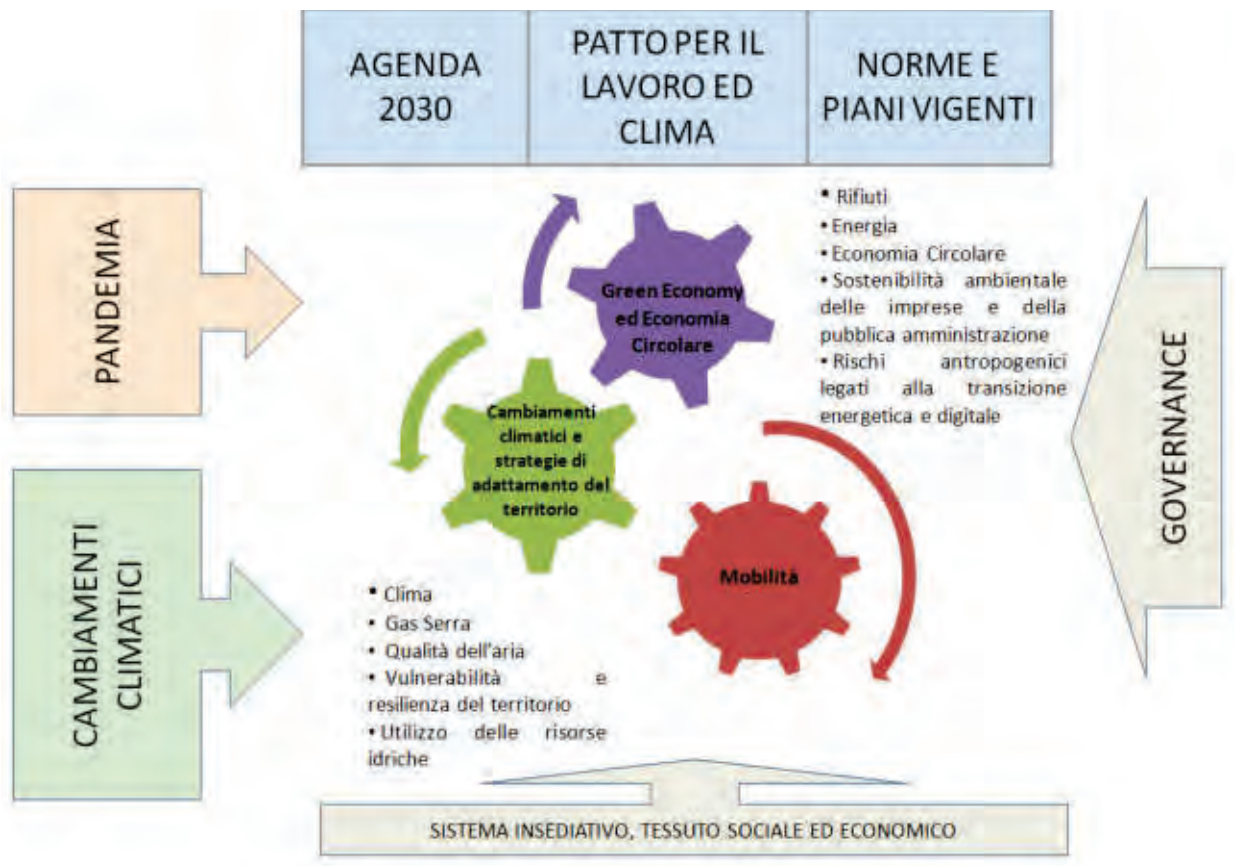 AGENDA
2030
PATTO PER IL
LAVORO ED
CLIMA
NORME E
PIANI VIGENTI
PANDEMIA
CAMBIAMENTI
CLIMATICI
Green Economy
ed Economia
Circolare
Cambiamenti
climatici e
strategie di
adattamento del
territorio
Mobilità
• Rifiuti
• Energia
• Economia Circolare
• Sostenibilità ambientale
delle imprese e della
pubblica amministrazione
• Rischi antropogenici
legati alla transizione
energetica e digitale
• Clima
• Gas Serra
• Qualità dell'aria
• Vulnerabilità e
resilienza del territorio
• Utilizzo delle risorse
idriche
GOVERNANCE
SISTEMA INSEDIATIVO, TESSUTO SOCIALE ED ECONOMICO